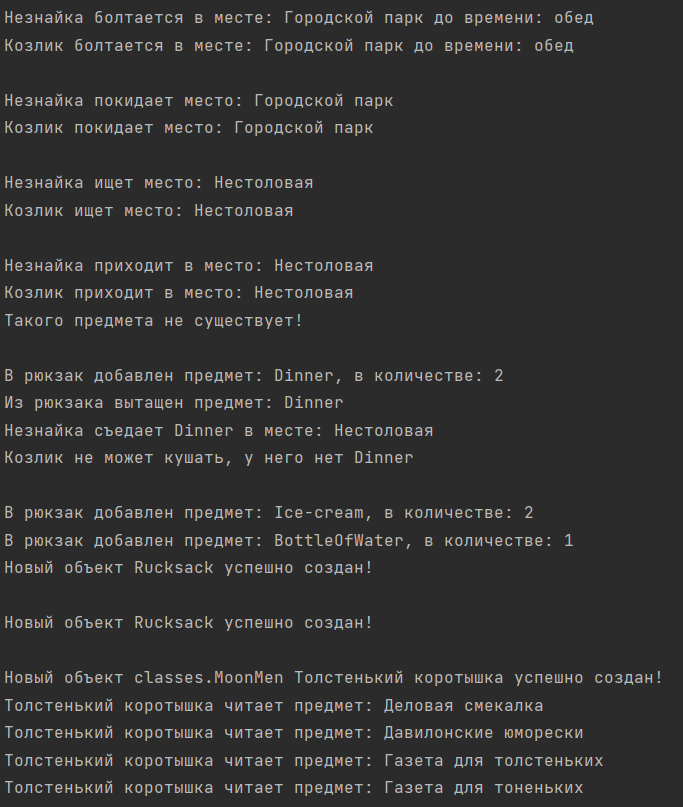 Незнайка болтается в месте: Городской парк до времени: обед
Козлик болтается в месте: Городской парк до времени: обед
Незнайка покидает место: Городской парк
Козлик покидает место: Городской парк
Незнайка ищет место: Нестоловая
Козлик ищет место: Нестоловая
Незнайка приходит в место: Нестоловая
Козлик приходит в место: Нестоловая
Такого предмета не существует!
В рюкзак добавлен предмет: Dinner, в количестве: 2
Из рюкзака вытащен предмет: Dinner
Незнайка съедает Dinner в месте: Нестоловая
Козлик не может кушать, у него нет Dinner
В рюкзак добавлен предмет: Ice-cream, в количестве: 2
В рюкзак добавлен предмет: BottleOfWater, в количестве: 1
Новый объект Rucksack успешно создан!
Новый объект Rucksack успешно создан!
Новый объект classes.MoonMen Толстенький коротышка успешно создан!
Толстенький коротышка читает предмет: Деловая смекалка
Толстенький коротышка читает предмет: Давилонские юморески
Толстенький коротышка читает предмет: Газета для толстеньких
Толстенький коротышка читает предмет: Газета для тоненьких